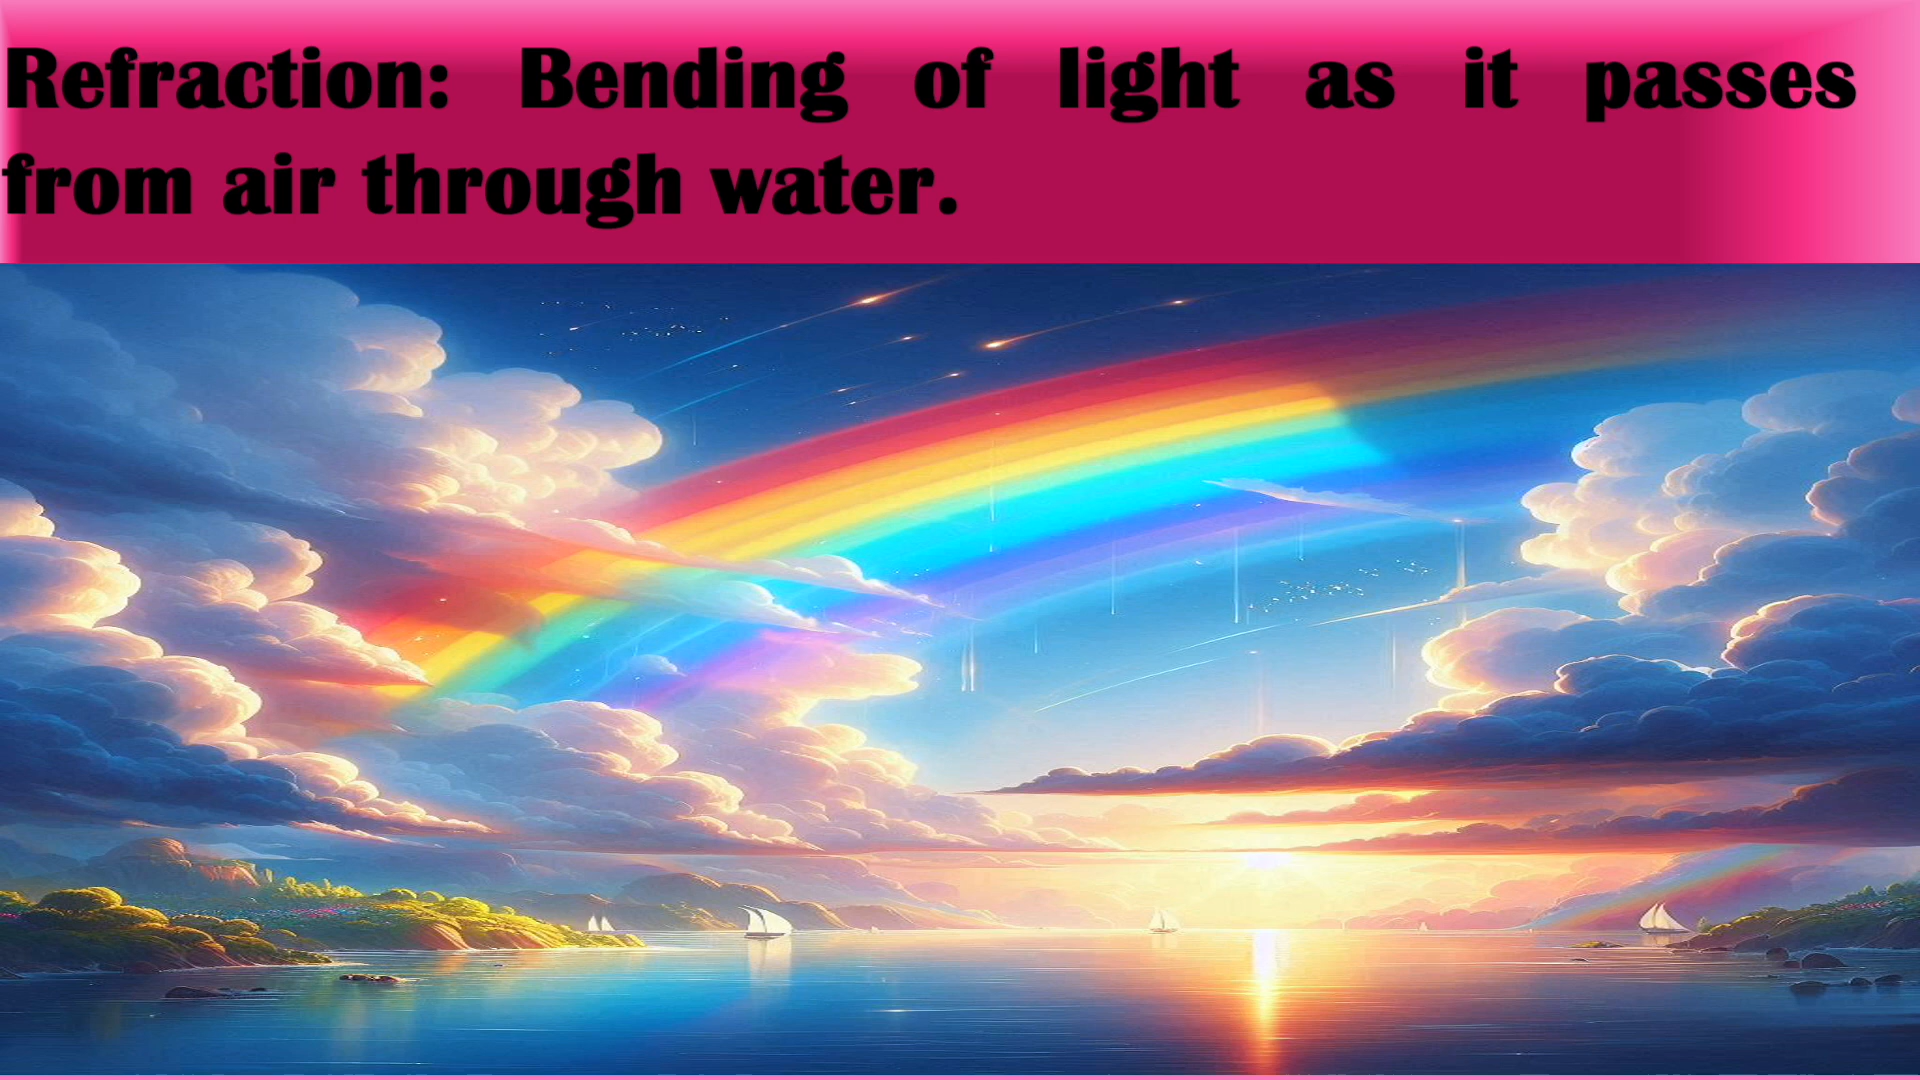 Refraction: Bending of light as it passes
from air through water.